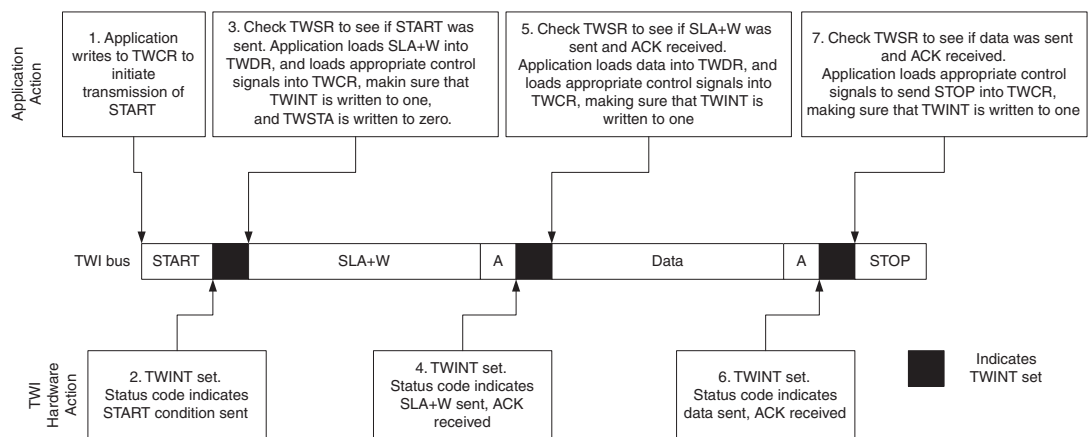 Application
Action
1. Application
writes to TWCR to
initiate
transmission of
START
3. Check TWSR to see if START was
sent. Application loads SLA+W into
TWDR, and loads appropriate control
signals into TWCR, makin sure that
TWINT is written to one,
and TWSTA is written to zero.
5. Check TWSR to see if SLA+W was
sent and ACK received.
Application loads data into TWDR, and
loads appropriate control signals into
TWCR, making sure that TWINT is
written to one
7. Check TWSR to see if data was sent
and ACK received.
Application loads appropriate control
signals to send STOP into TWCR,
making sure that TWINT is written to one
TWI bus
START
SLA+W
A
Data
A
STOP
TWI
Hardware
Action
2. TWINT set.
Status code indicates
START condition sent
4. TWINT set.
Status code indicates
SLA+W sent, ACK
received
6. TWINT set.
Status code indicates
data sent, ACK received
Indicates
TWINT set